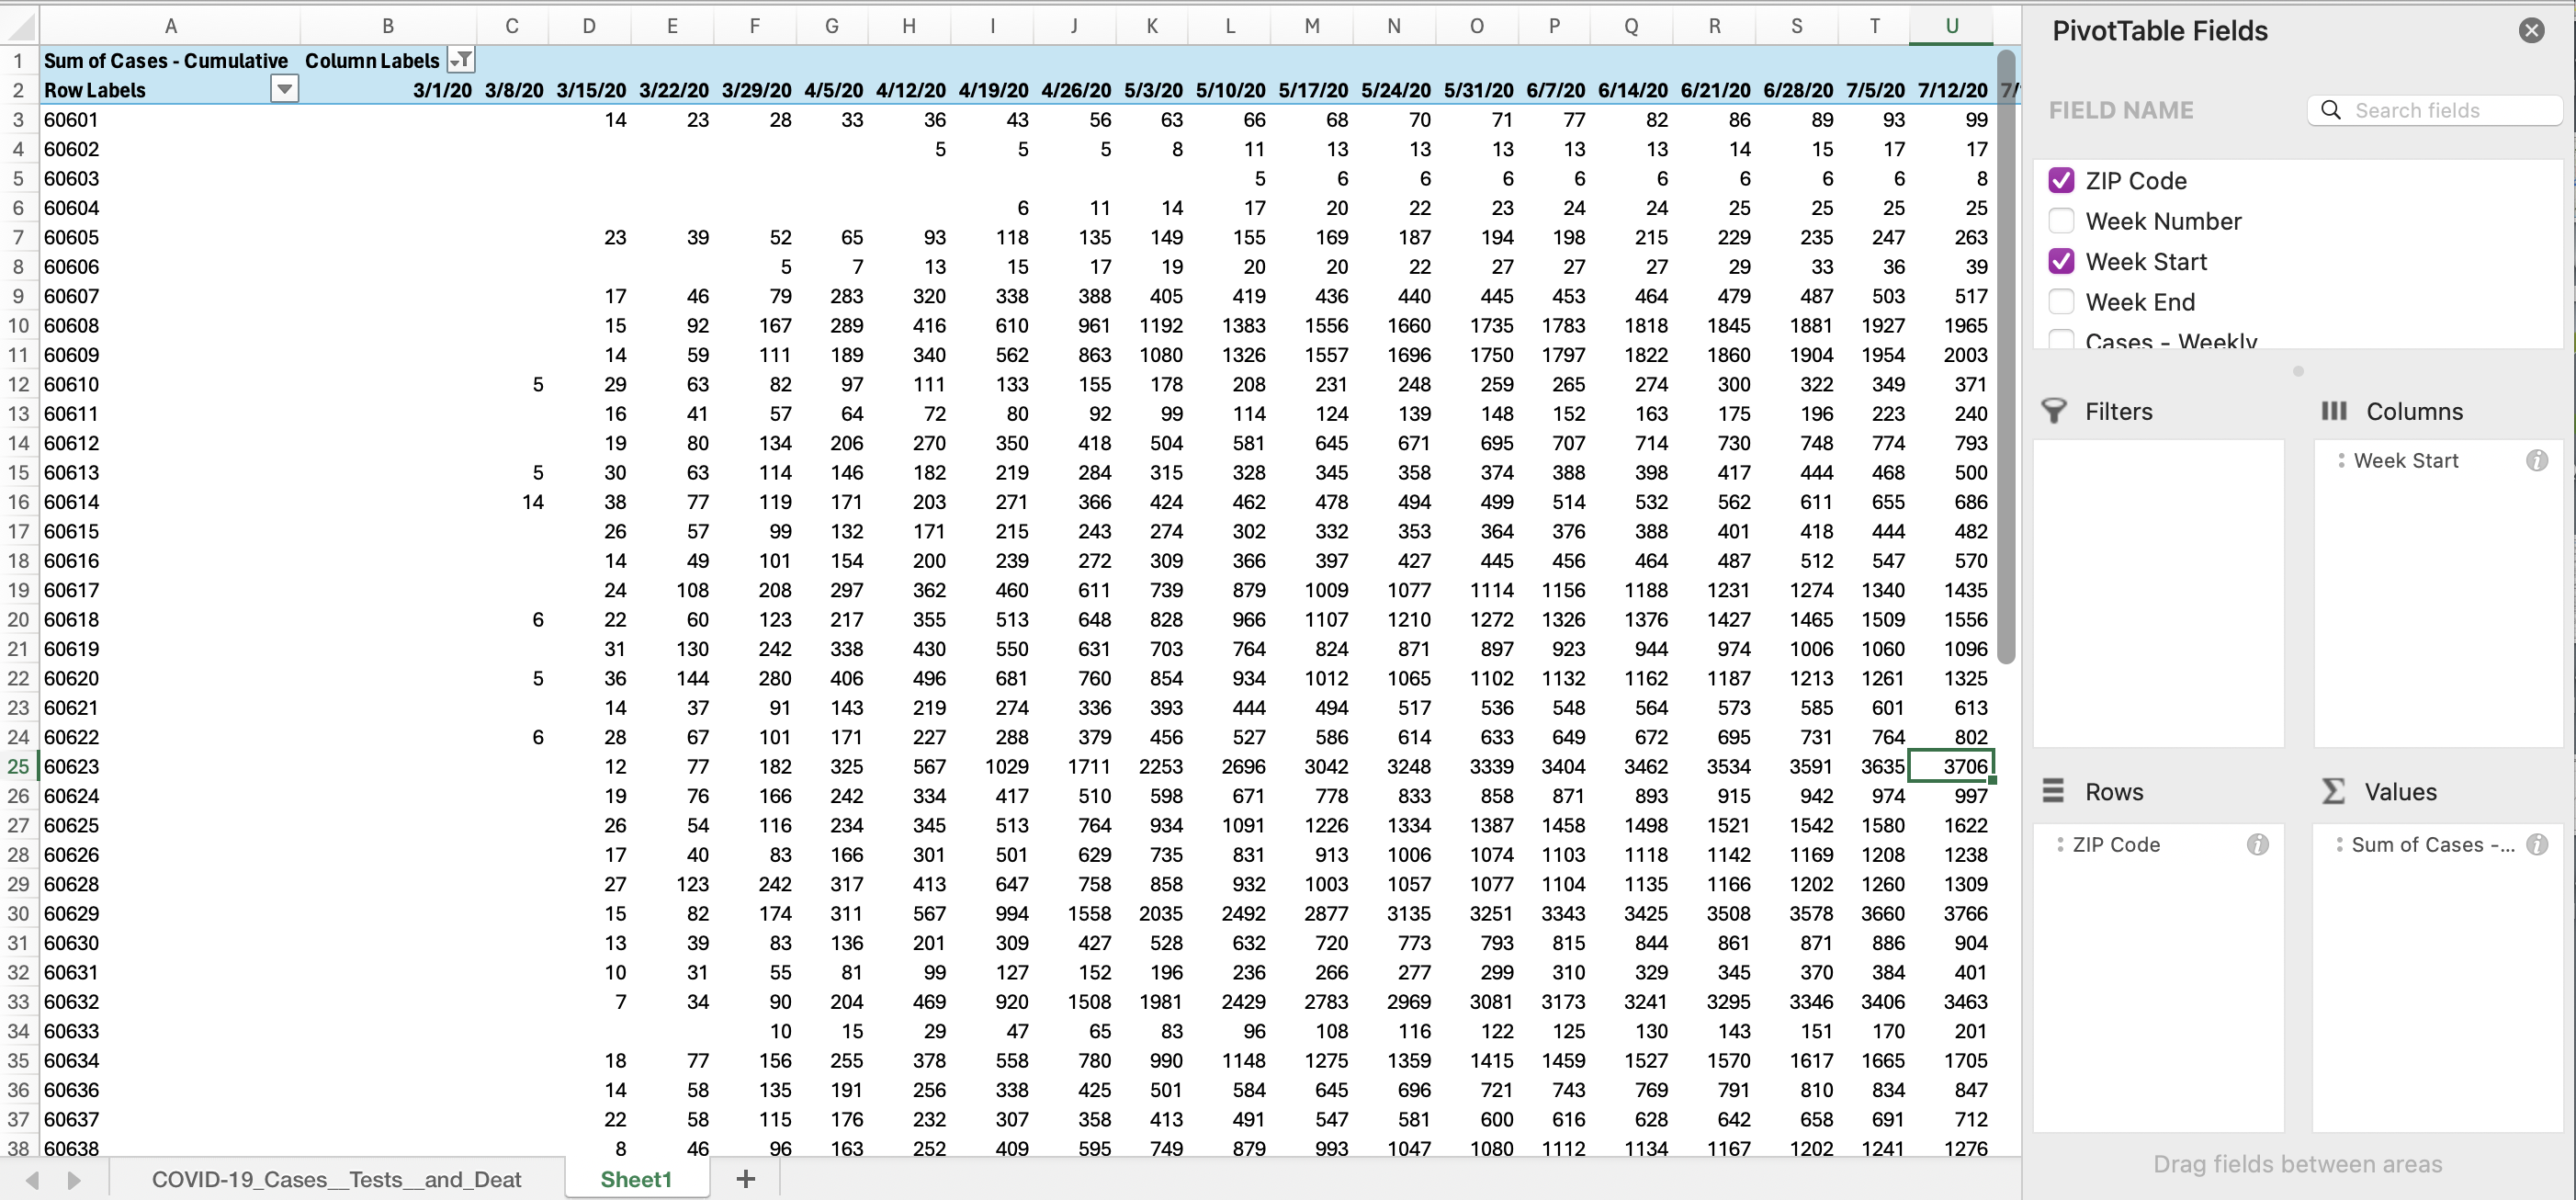 A B C D E F G H I J K L M N O P Q R S T U
1 Sum of Cases - Cumulative Column Labels
2 Row Labels 3/1/20 3/8/20 3/15/20 3/22/20 3/29/20 4/5/20 4/12/20 4/19/20 4/26/20 5/3/20 5/10/20 5/17/20 5/24/20 5/31/20 6/7/20 6/14/20 6/21/20 6/28/20 7/5/20 7/12/20
3 60601 14 23 28 33 36 43 56 63 66 68 70 71 77 82 86 89 93 99
4 60602 5 5 5 8 11 13 13 13 13 13 14 15 17 17
5 60603 5 6 6 6 6 6 6 6 6 8
6 60604 6 11 14 17 20 22 23 24 24 25 25 25 25
7 60605 23 39 52 65 93 118 135 149 155 169 187 194 198 215 229 235 247 263
8 60606 5 7 13 15 17 19 20 20 22 27 27 27 29 33 36 39
9 60607 17 46 79 283 320 338 388 405 419 436 440 445 453 464 479 487 503 517
10 60608 15 92 167 289 416 610 961 1192 1383 1556 1660 1735 1783 1818 1845 1881 1927 1965
11 60609 14 59 111 189 340 562 863 1080 1326 1557 1696 1750 1797 1822 1860 1904 1954 2003
12 60610 5 29 63 82 97 111 133 155 178 208 231 248 259 265 274 300 322 349 371
13 60611 16 41 57 64 72 80 92 99 114 124 139 148 152 163 175 196 223 240
14 60612 19 80 134 206 270 350 418 504 581 645 671 695 707 714 730 748 774 793
15 60613 5 30 63 114 146 182 219 284 315 328 345 358 374 388 398 417 444 468 500
16 60614 14 38 77 119 171 203 271 366 424 462 478 494 499 514 532 562 611 655 686
17 60615 26 57 99 132 171 215 243 274 302 332 353 364 376 388 401 418 444 482
18 60616 14 49 101 154 200 239 272 309 366 397 427 445 456 464 487 512 547 570
19 60617 24 108 208 297 362 460 611 739 879 1009 1077 1114 1156 1188 1231 1274 1340 1435
20 60618 6 22 60 123 217 355 513 648 828 966 1107 1210 1272 1326 1376 1427 1465 1509 1556
21 60619 31 130 242 338 430 550 631 703 764 824 871 897 923 944 974 1006 1060 1096
22 60620 5 36 144 280 406 496 681 760 854 934 1012 1065 1102 1132 1162 1187 1213 1261 1325
23 60621 14 37 91 143 219 274 336 393 444 494 517 536 548 564 573 585 601 613
24 60622 6 28 67 101 171 227 288 379 456 527 586 614 633 649 672 695 731 764 802
25 60623 12 77 182 325 567 1029 1711 2253 2696 3042 3248 3339 3404 3462 3534 3591 3635 3706
26 60624 19 76 166 242 334 417 510 598 671 778 833 858 871 893 915 942 974 997
27 60625 26 54 116 234 345 513 764 934 1091 1226 1334 1387 1458 1498 1521 1542 1580 1622
28 60626 17 40 83 166 301 501 629 735 831 913 1006 1074 1103 1118 1142 1169 1208 1238
29 60628 27 123 242 317 413 647 758 858 932 1003 1057 1077 1104 1135 1166 1202 1260 1309
30 60629 15 82 174 311 567 994 1558 2035 2492 2877 3135 3251 3343 3425 3508 3578 3660 3766
31 60630 13 39 83 136 201 309 427 528 632 720 773 793 815 844 861 871 886 904
32 60631 10 31 55 81 99 127 152 196 236 266 277 299 310 329 345 370 384 401
33 60632 7 34 90 204 469 920 1508 1981 2429 2783 2969 3081 3173 3241 3295 3346 3406 3463
34 60633 10 15 29 47 65 83 96 108 116 122 125 130 143 151 170 201
35 60634 18 77 156 255 378 558 780 990 1148 1275 1359 1415 1459 1527 1570 1617 1665 1705
36 60636 14 58 135 191 256 338 425 501 584 645 696 721 743 769 791 810 834 847
37 60637 22 58 115 176 232 307 358 413 491 547 581 600 616 628 642 658 691 712
38 60638 8 46 96 163 252 409 595 749 879 993 1047 1080 1112 1134 1167 1202 1241 1276
COVID-19_Cases__Tests__and_Deat Sheet1 +
PivotTable Fields
FIELD NAME Search fields
ZIP Code
Week Number
Week Start
Week End
Cases - Weekly
Filters Columns
Week Start
Rows Values
ZIP Code Sum of Cases -...
Drag fields between areas